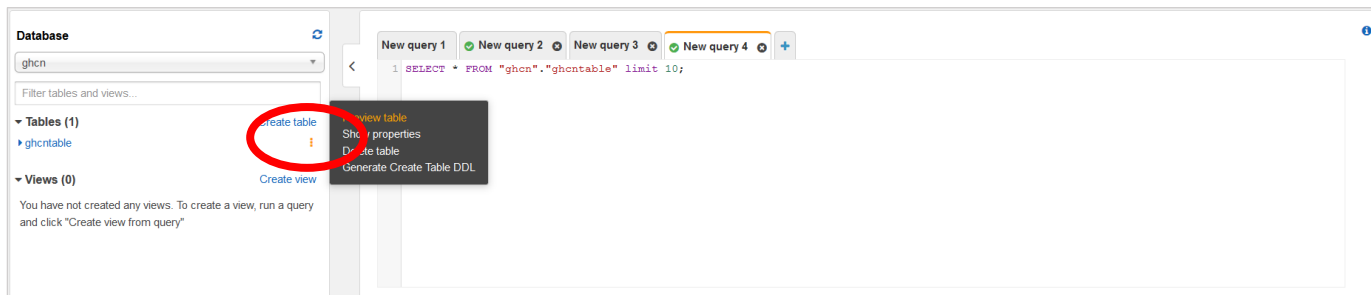 Database
ghcn
Filter tables and views...
Tables (1)
Create table
ghcntable
Views (0)
Create view
You have not created any views. To create a view, run a query
and click "Create view from query"
New query 1
New query 2
New query 3
New query 4
1 SELECT * FROM "ghcn"."ghcntable" limit 10;
Preview table
Show properties
Delete table
Generate Create Table DDL